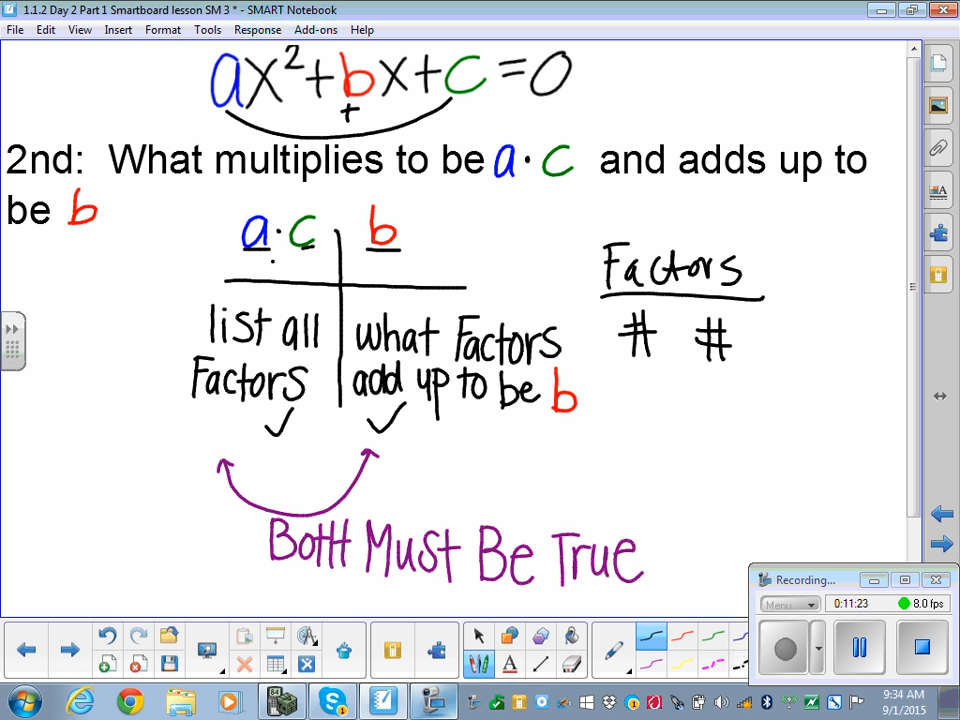 1.1.2 Day 2 Part 1 Smartboard lesson SM 3 * - SMART Notebook
File Edit View Insert Format Tools Response Add-ons Help
ax²+bx+c=0
+
2nd: What multiplies to be a·c and adds up to
be b
a·c b
Factors
# #
list all
Factors
what Factors
add up to be b
Both Must Be True
Recording...
Menu 0:11:23 8.0 fps
A
84
9:34 AM
9/1/2015